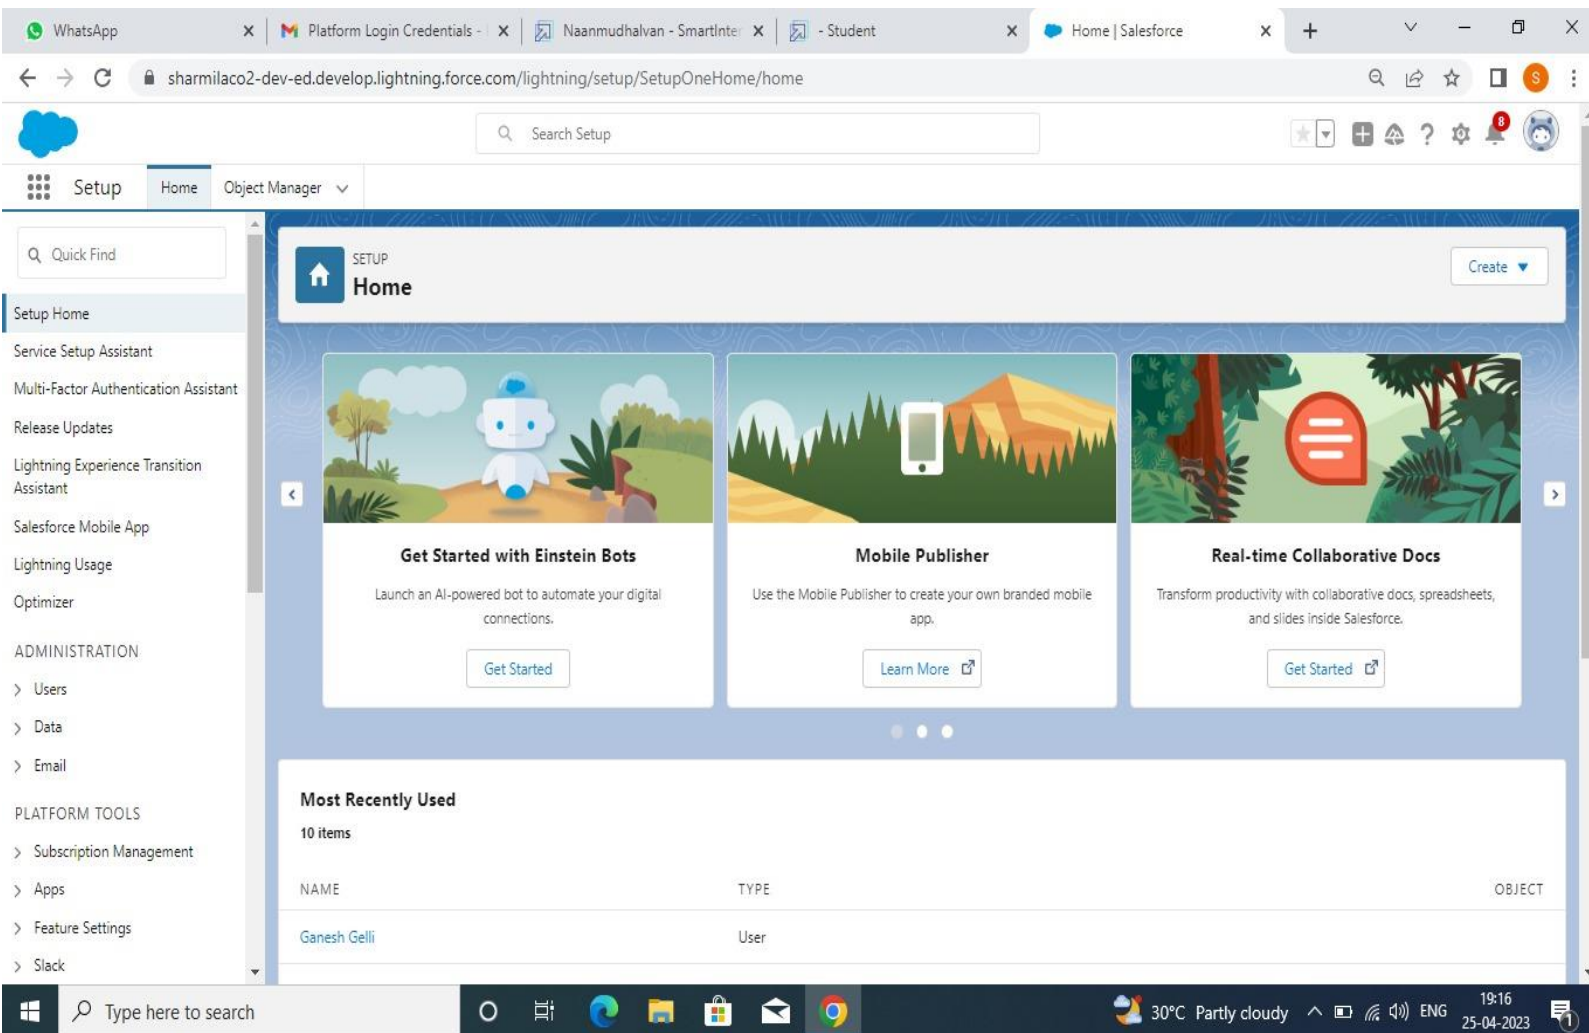 WhatsApp
Platform Login Credentials -
Naanmudhalvan - SmartInter
- Student
Home | Salesforce
sharmilaco2-dev-ed.develop.lightning.force.com/lightning/setup/SetupOneHome/home
S
Search Setup
8
Setup
Home
Object Manager
Quick Find
Setup Home
Service Setup Assistant
Multi-Factor Authentication Assistant
Release Updates
Lightning Experience Transition
Assistant
Salesforce Mobile App
Lightning Usage
Optimizer
ADMINISTRATION
Users
Data
Email
PLATFORM TOOLS
Subscription Management
Apps
Feature Settings
Slack
SETUP
Home
Create
Get Started with Einstein Bots
Launch an AI-powered bot to automate your digital
connections.
Get Started
Mobile Publisher
Use the Mobile Publisher to create your own branded mobile
app.
Learn More
Real-time Collaborative Docs
Transform productivity with collaborative docs, spreadsheets,
and slides inside Salesforce.
Get Started
Most Recently Used
10 items
NAME TYPE OBJECT
Ganesh Gelli User
Type here to search
30°C Partly cloudy
ENG
19:16
25-04-2023
1